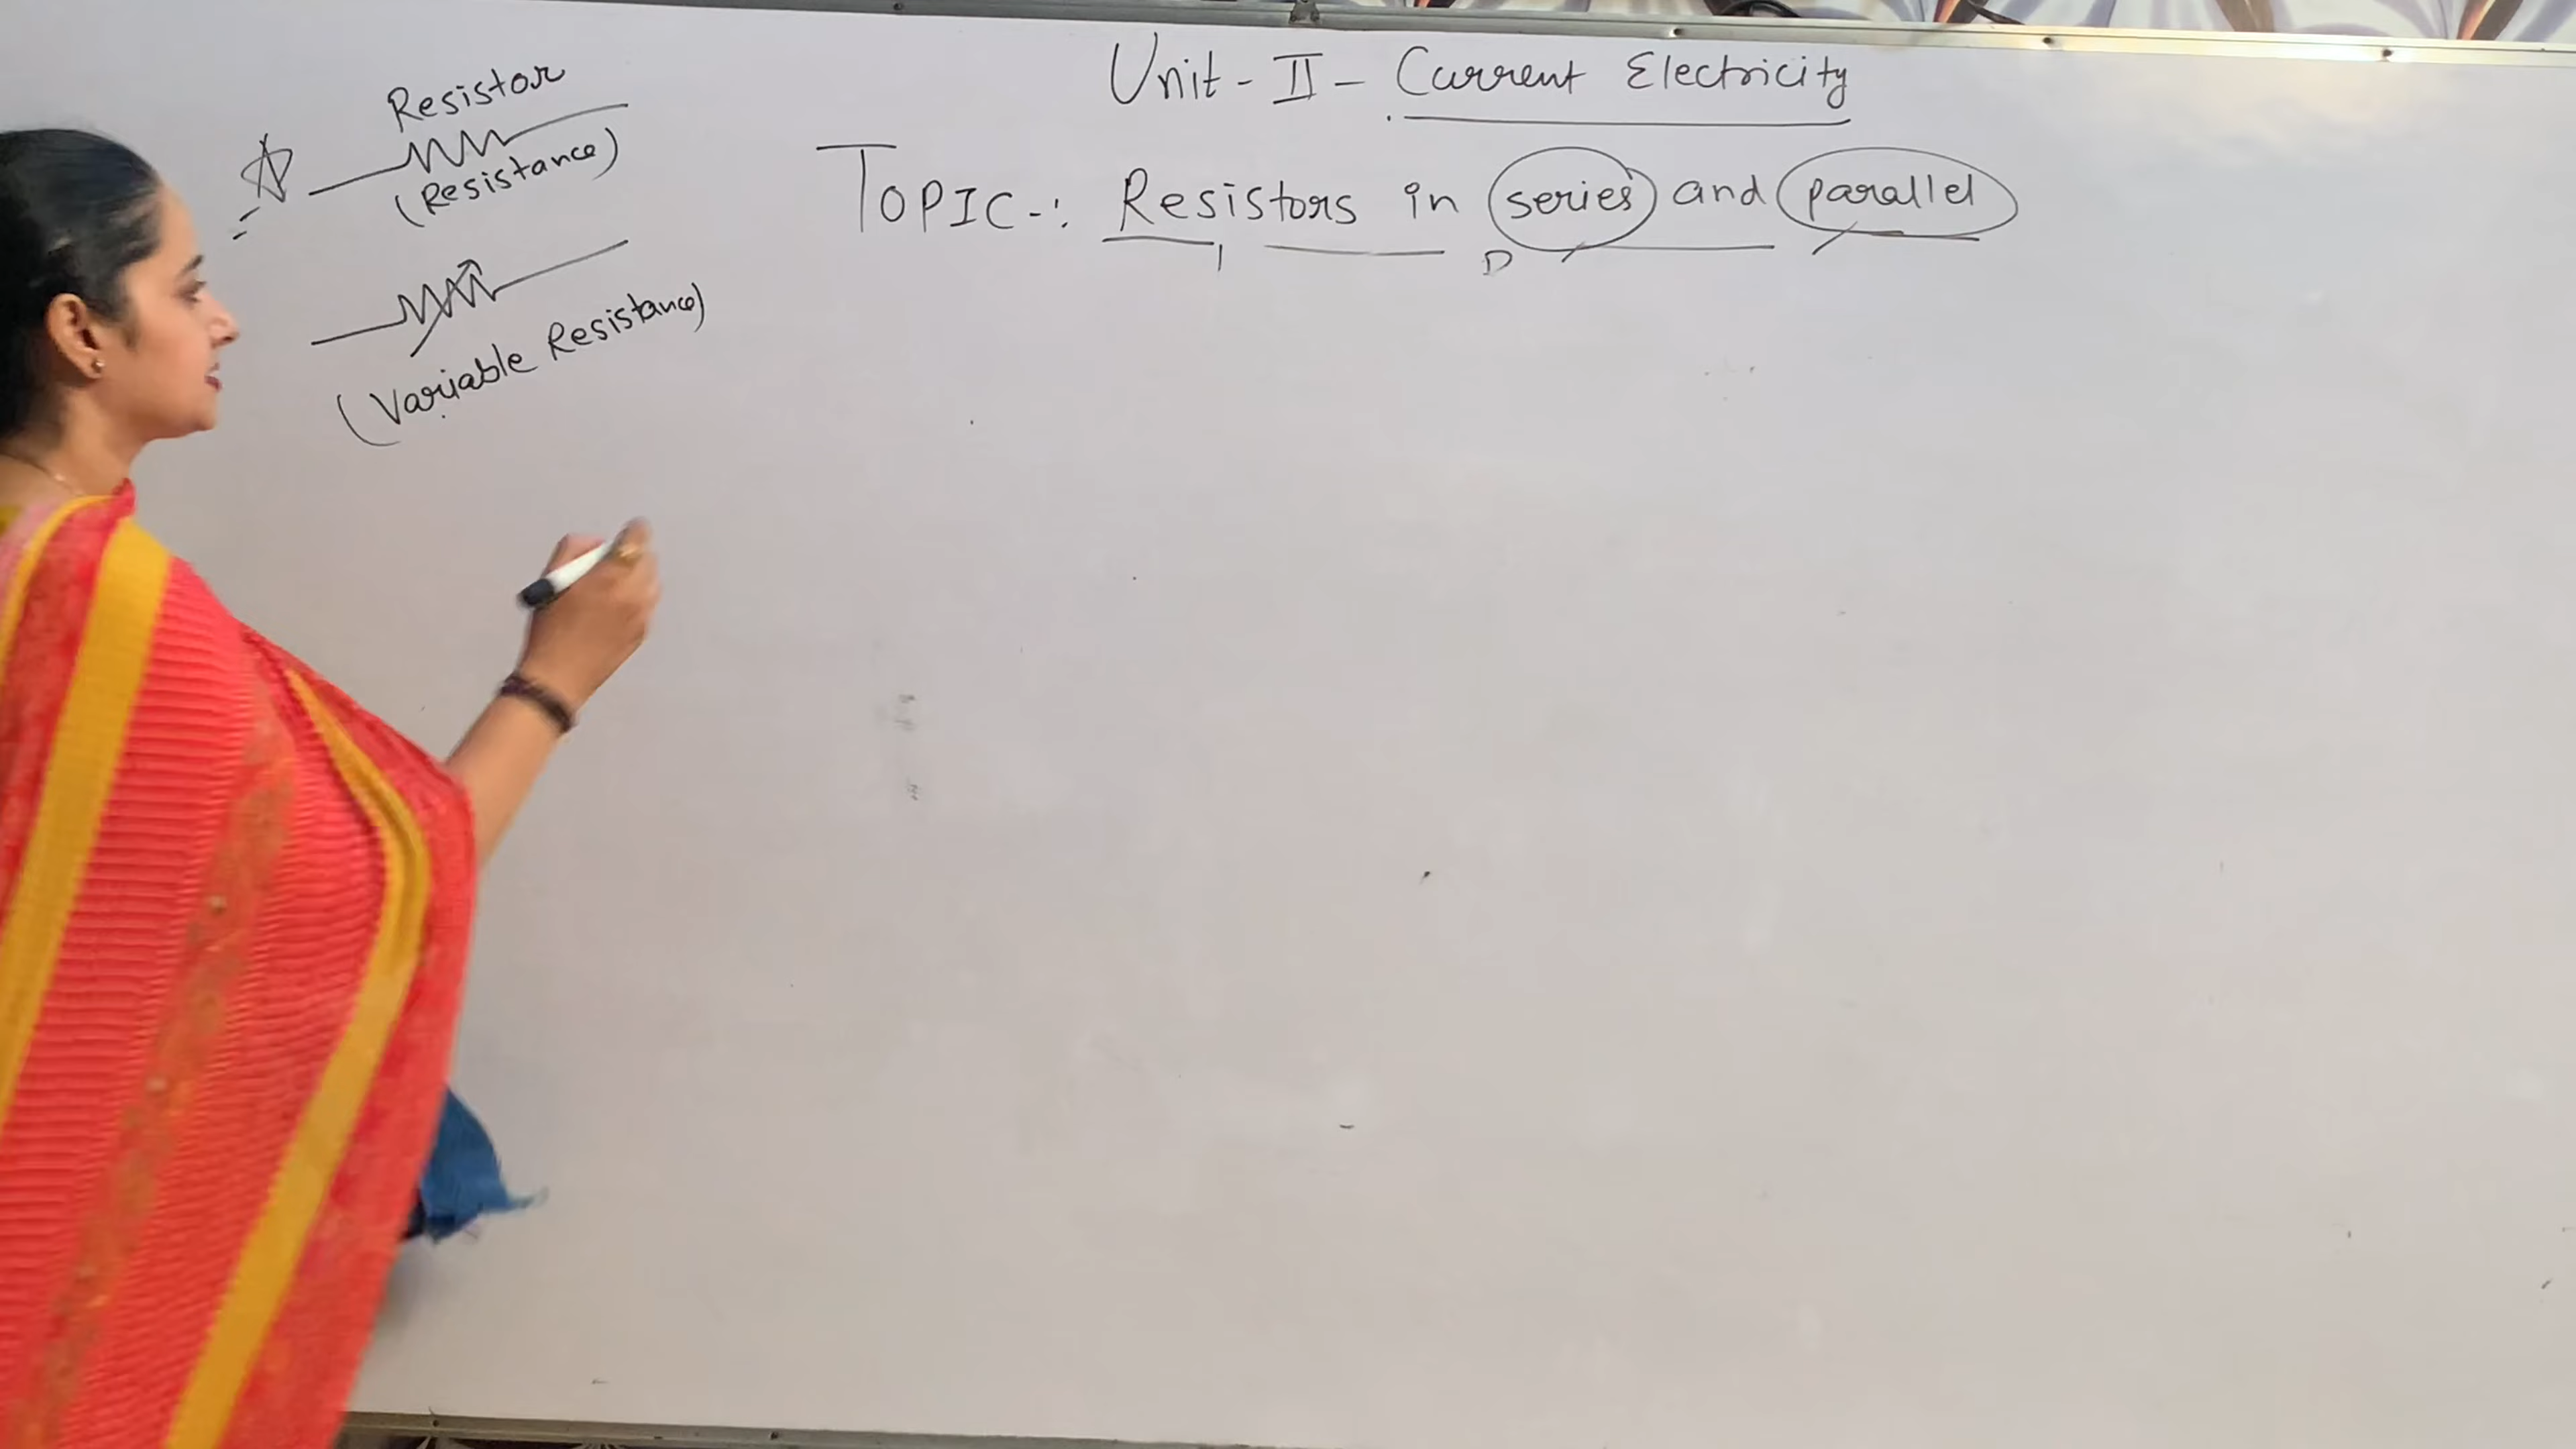 Unit - II - Current Electricity
TOPIC -: Resistors in series and parallel
D
Resistor
(Resistance)
(Variable Resistance)